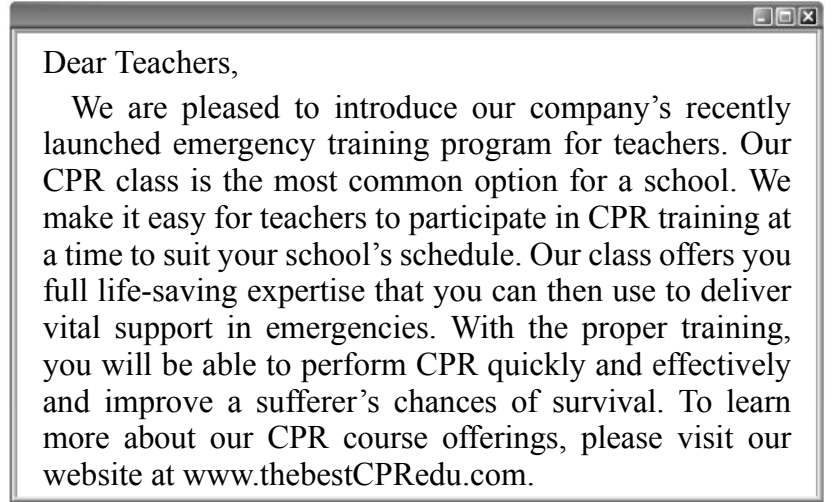 Dear Teachers,
We are pleased to introduce our company’s recently
launched emergency training program for teachers. Our
CPR class is the most common option for a school. We
make it easy for teachers to participate in CPR training at
a time to suit your school’s schedule. Our class offers you
full life-saving expertise that you can then use to deliver
vital support in emergencies. With the proper training,
you will be able to perform CPR quickly and effectively
and improve a sufferer’s chances of survival. To learn
more about our CPR course offerings, please visit our
website at www.thebestCPRedu.com.